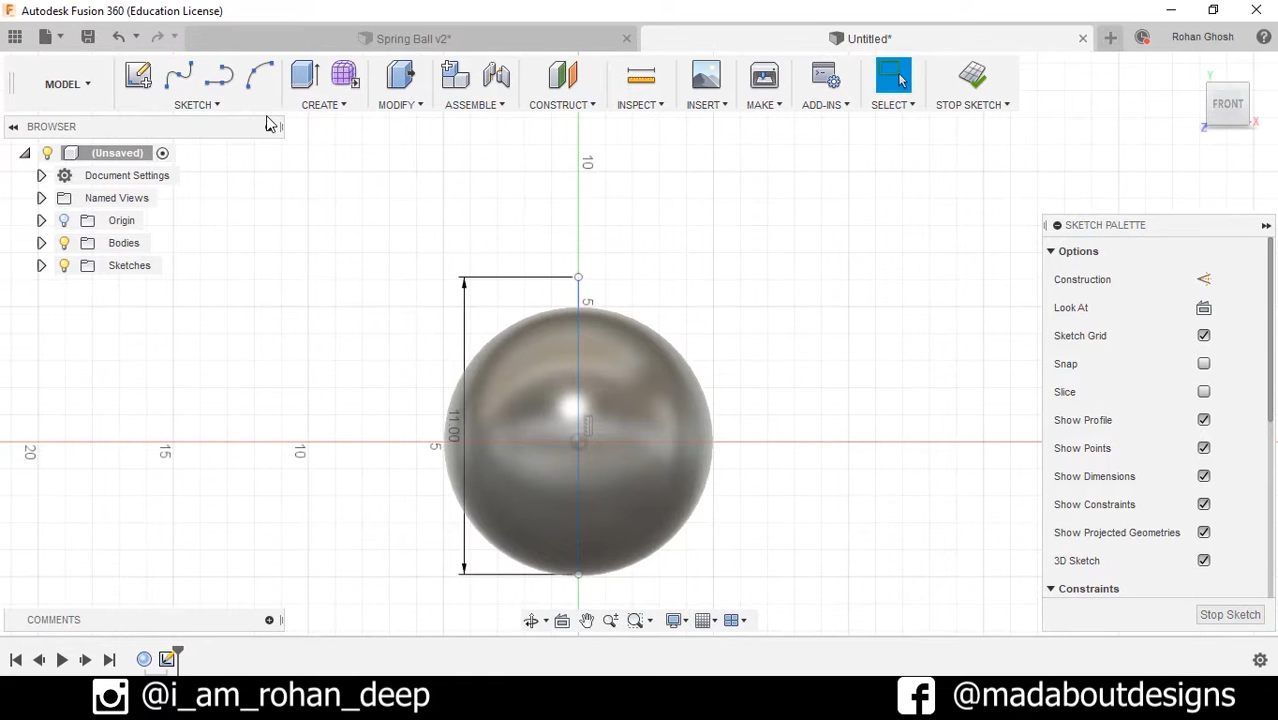 Autodesk Fusion 360 (Education License)
Spring Ball v2*
Untitled*
Rohan Ghosh
MODEL
SKETCH
CREATE
MODIFY
ASSEMBLE
CONSTRUCT
INSPECT
INSERT
MAKE
ADD-INS
SELECT
STOP SKETCH
Y
FRONT
Z
X
BROWSER
(Unsaved)
Document Settings
Named Views
Origin
Bodies
Sketches
10
5
11.00
20
15
10
5
SKETCH PALETTE
Options
Construction
Look At
Sketch Grid
Snap
Slice
Show Profile
Show Points
Show Dimensions
Show Constraints
Show Projected Geometries
3D Sketch
Constraints
Stop Sketch
COMMENTS
@i_am_rohan_deep
@madaboutdesigns